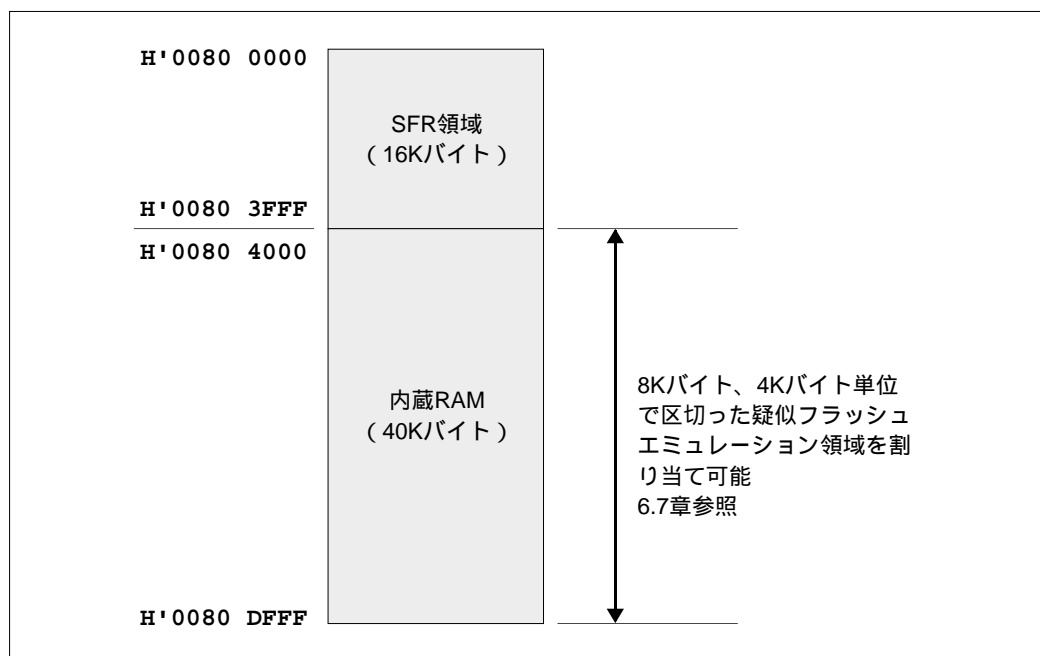 H'0080 0000
SFR領域
(16Kバイト)
H'0080 3FFF
H'0080 4000
内蔵RAM
(40Kバイト)
8Kバイト、4Kバイト単位
で区切った疑似フラッシュ
エミュレーション領域を割
り当て可能
6.7章参照
H'0080 DFFF